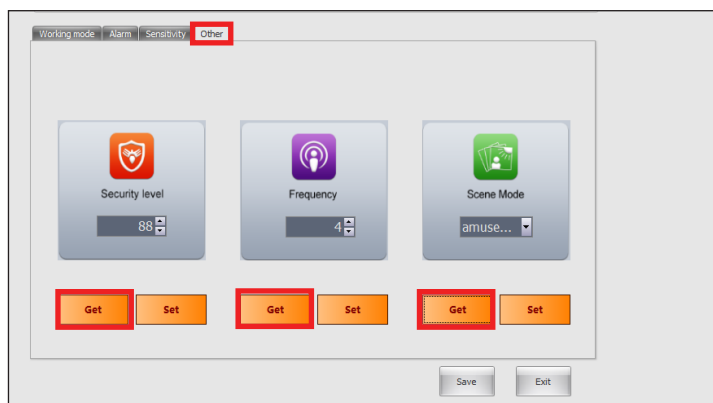 Working mode Alarm Sensitivity Other
Security level Frequency Scene Mode
88 4 amuse...
Get Set Get Set Get Set
Save Exit